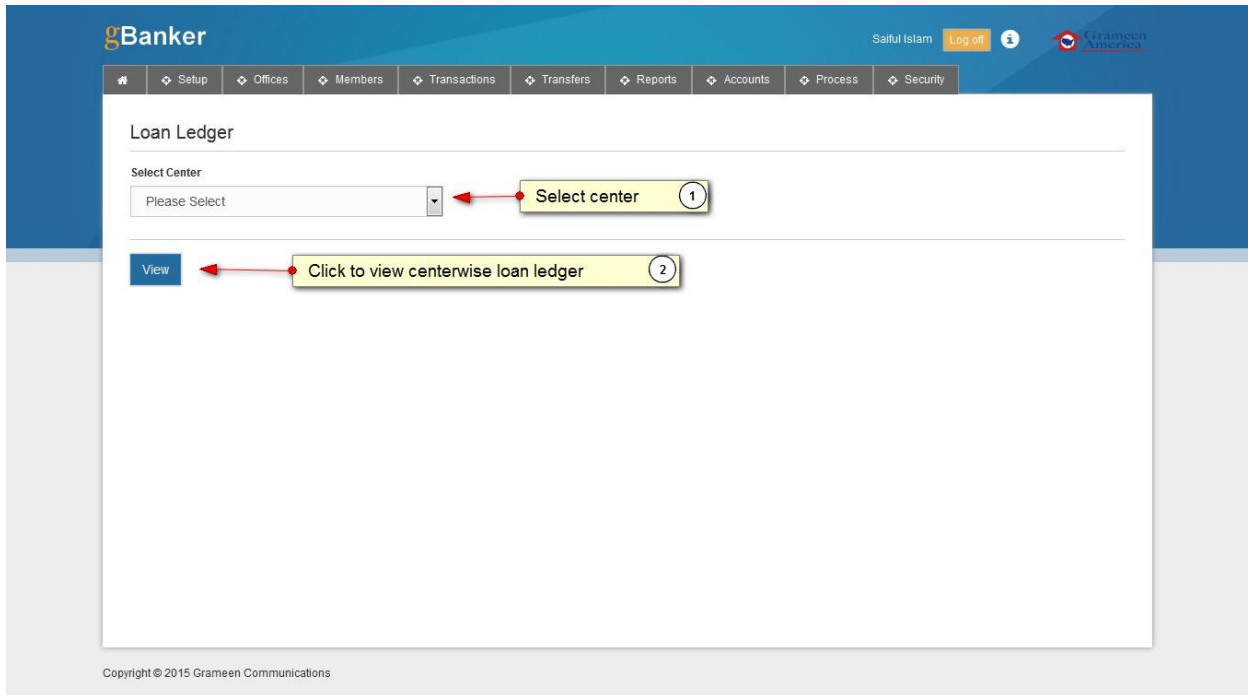 gBanker
Saiful Islam Log off i Grameen America
Setup Offices Members Transactions Transfers Reports Accounts Process Security
Loan Ledger
Select Center
Please Select
Select center 1
View
Click to view centerwise loan ledger 2
Copyright © 2015 Grameen Communications